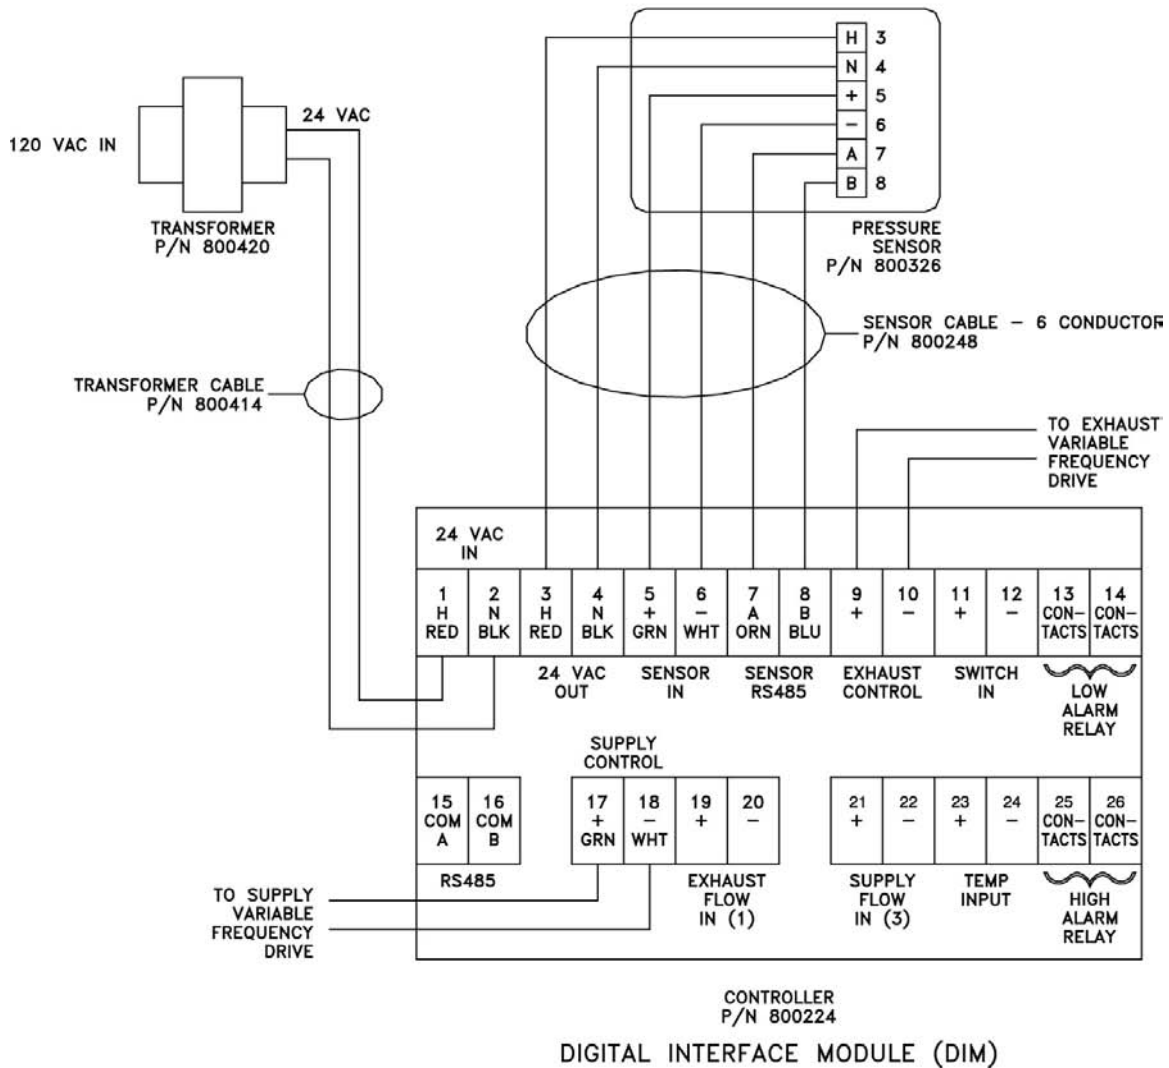 H 3
N 4
+ 5
− 6
A 7
B 8
24 VAC
120 VAC IN
TRANSFORMER
P/N 800420
PRESSURE
SENSOR
P/N 800326
SENSOR CABLE − 6 CONDUCTOR
P/N 800248
TRANSFORMER CABLE
P/N 800414
TO EXHAUST
VARIABLE
FREQUENCY
DRIVE
24 VAC
IN
1 2 3 4 5 6 7 8 9 10 11 12 13 14
H N H N + − A B + − + − CON− CON−
RED BLK RED BLK GRN WHT ORN BLU TACTS TACTS
24 VAC
OUT
SENSOR
IN
SENSOR
RS485
EXHAUST
CONTROL
SWITCH
IN
LOW
ALARM
RELAY
SUPPLY
CONTROL
15 16 17 18 19 20 21 22 23 24 25 26
COM COM + − + − + − + − CON− CON−
A B GRN WHT TACTS TACTS
RS485
EXHAUST
FLOW
IN (1)
SUPPLY
FLOW
IN (3)
TEMP
INPUT
HIGH
ALARM
RELAY
TO SUPPLY
VARIABLE
FREQUENCY
DRIVE
CONTROLLER
P/N 800224
DIGITAL INTERFACE MODULE (DIM)